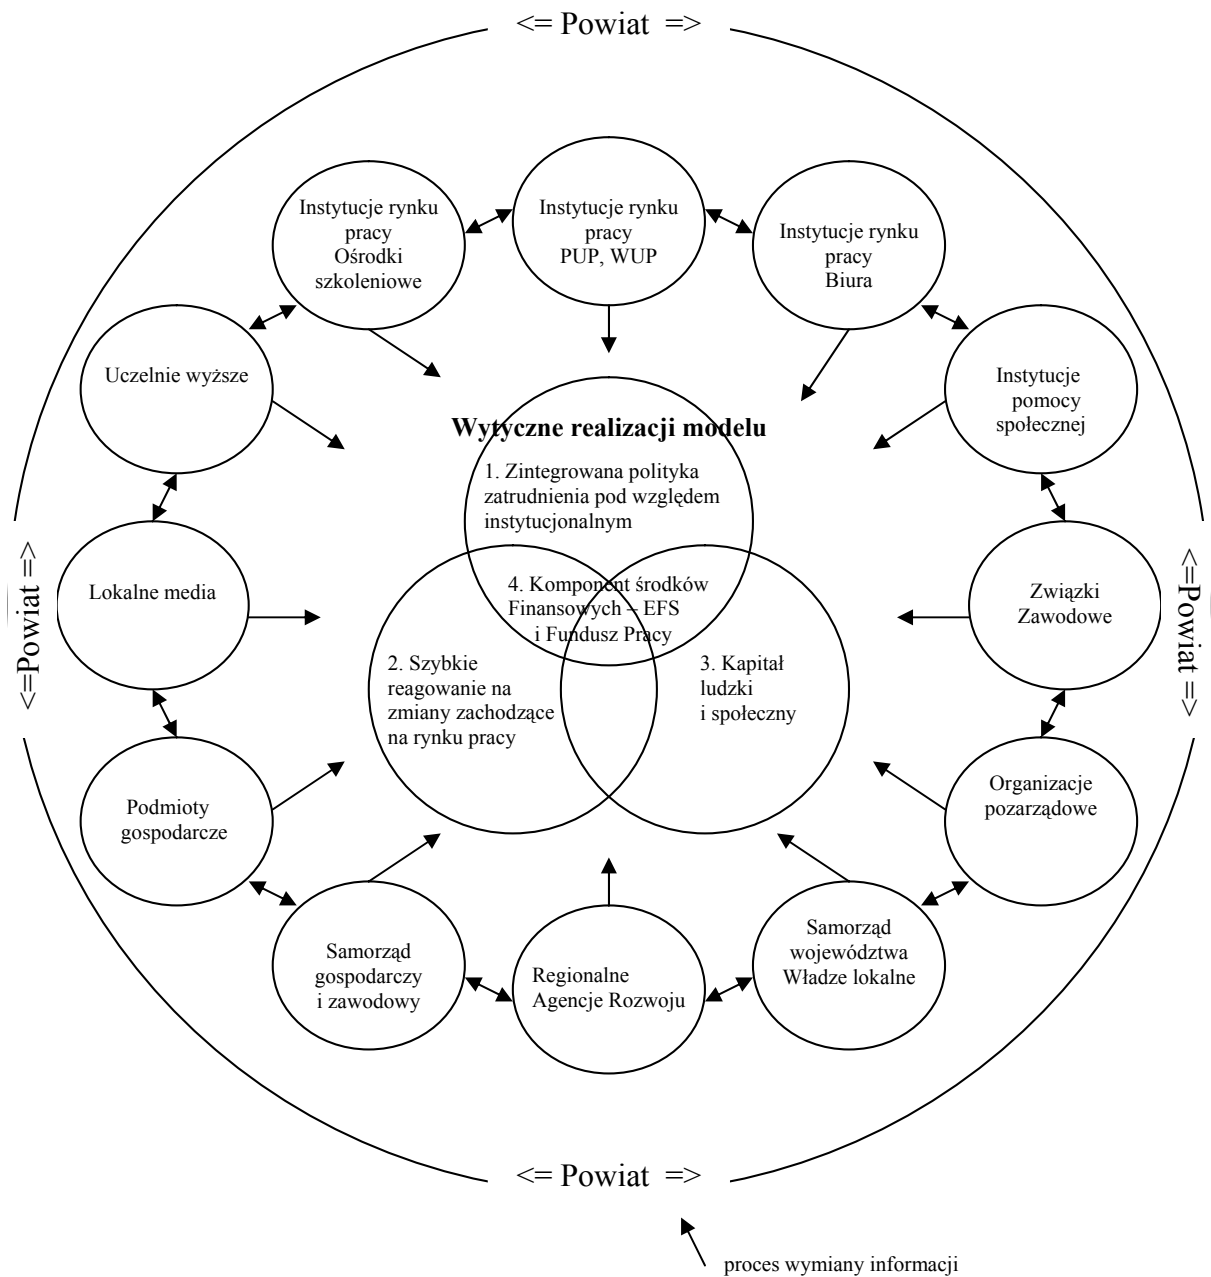 <= Powiat =>
Instytucje rynku
pracy
Ośrodki
szkoleniowe
Instytucje rynku
pracy
PUP, WUP
Instytucje rynku
pracy
Biura
Uczelnie wyższe
Instytucje
pomocy
społecznej
Wytyczne realizacji modelu
1. Zintegrowana polityka
zatrudnienia pod względem
instytucjonalnym
4. Komponent środków
Finansowych – EFS
i Fundusz Pracy
2. Szybkie
reagowanie na
zmiany zachodzące
na rynku pracy
3. Kapitał
ludzki
i społeczny
<=Powiat =>
Lokalne media
Związki
Zawodowe
<=Powiat =>
Podmioty
gospodarcze
Organizacje
pozarządowe
Samorząd
gospodarczy
i zawodowy
Regionalne
Agencje Rozwoju
Samorząd
województwa
Władze lokalne
<= Powiat =>
proces wymiany informacji